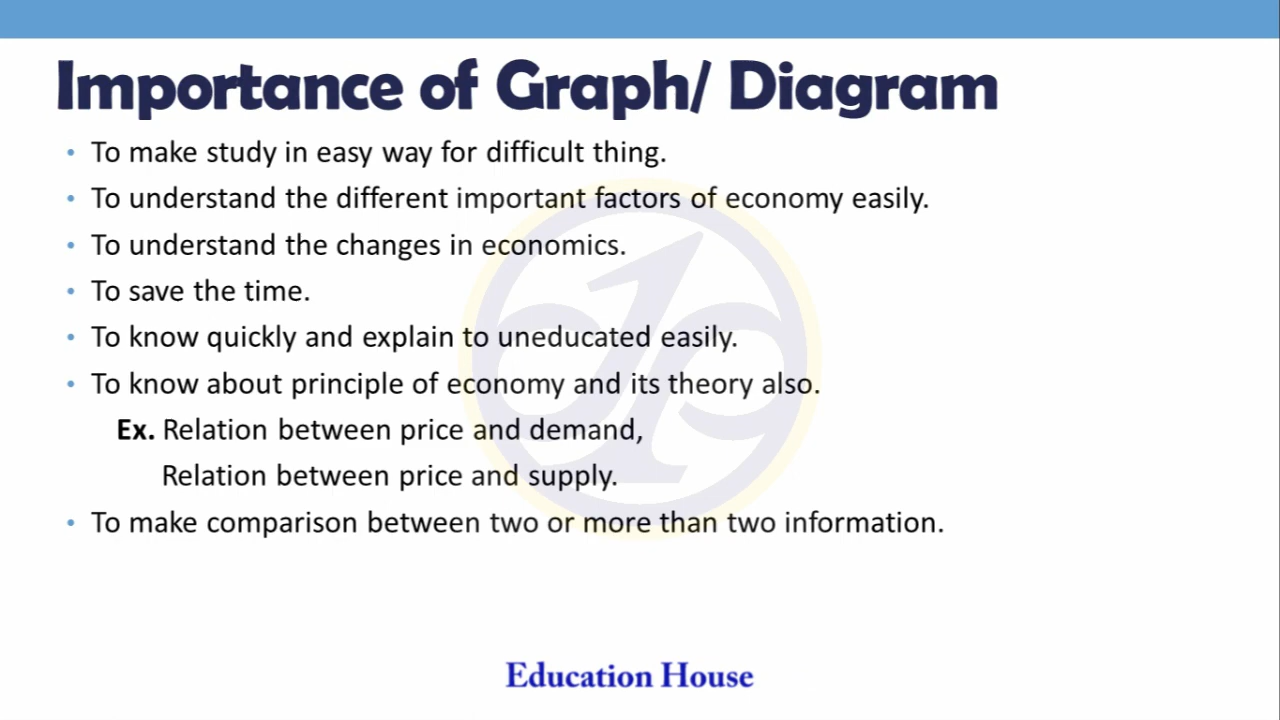 Importance of Graph/ Diagram
• To make study in easy way for difficult thing.
• To understand the different important factors of economy easily.
• To understand the changes in economics.
• To save the time.
• To know quickly and explain to uneducated easily.
• To know about principle of economy and its theory also.
Ex. Relation between price and demand,
Relation between price and supply.
• To make comparison between two or more than two information.
Education House